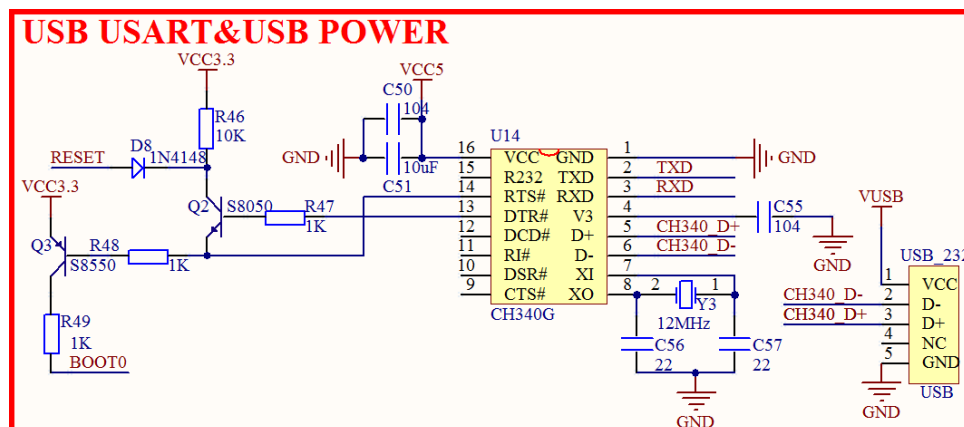 USB USART&USB POWER
VCC3.3
VCC5
C50
104
R46
10K
U14
D8
RESET
1N4148
GND
10uF
C51
16 VCC GND 1
GND
15 R232 TXD 2
TXD
14 RTS# RXD 3
RXD
13 DTR# V3 4
12 DCD# D+ 5
CH340_D+
11 RI# D- 6
CH340_D-
10 DSR# XI 7
9 CTS# XO 8
CH340G
VCC3.3
Q2
S8050
R47
1K
Q3
S8550
R48
1K
R49
1K
BOOT0
C55
104
GND
2 1
Y3
12MHz
C56
22
C57
22
GND
VUSB
USB_232
1 VCC
CH340_D-
2 D-
CH340_D+
3 D+
4 NC
5 GND
USB
GND